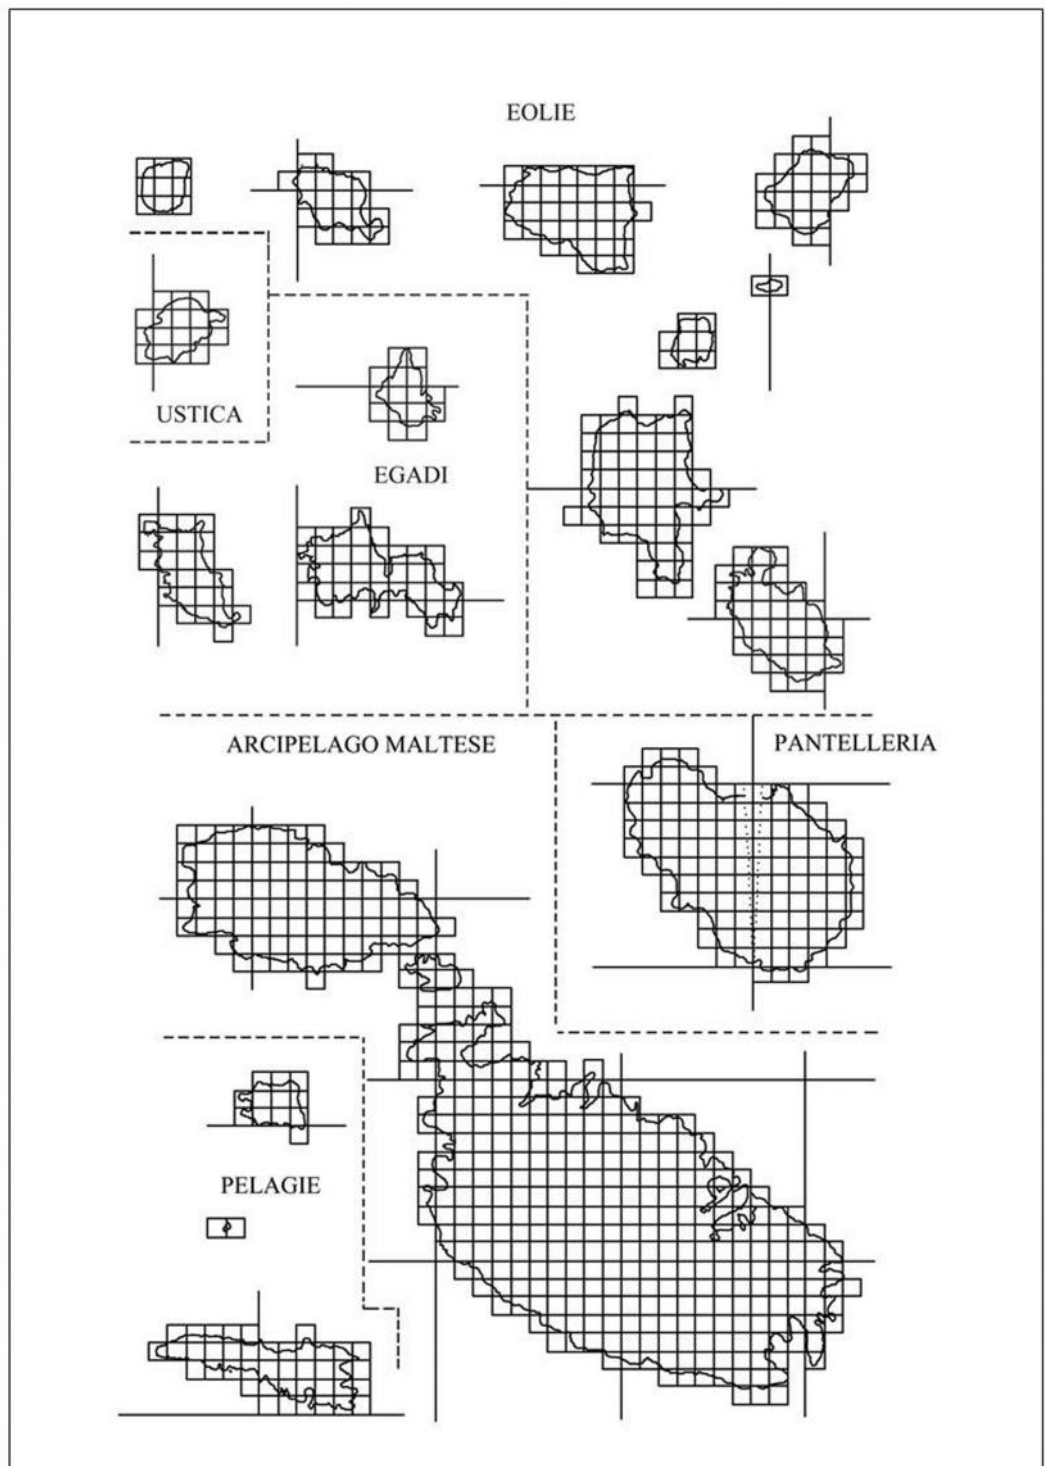 EOLIE
USTICA
EGADI
ARCIPELAGO MALTESE
PANTELLERIA
PELAGIE